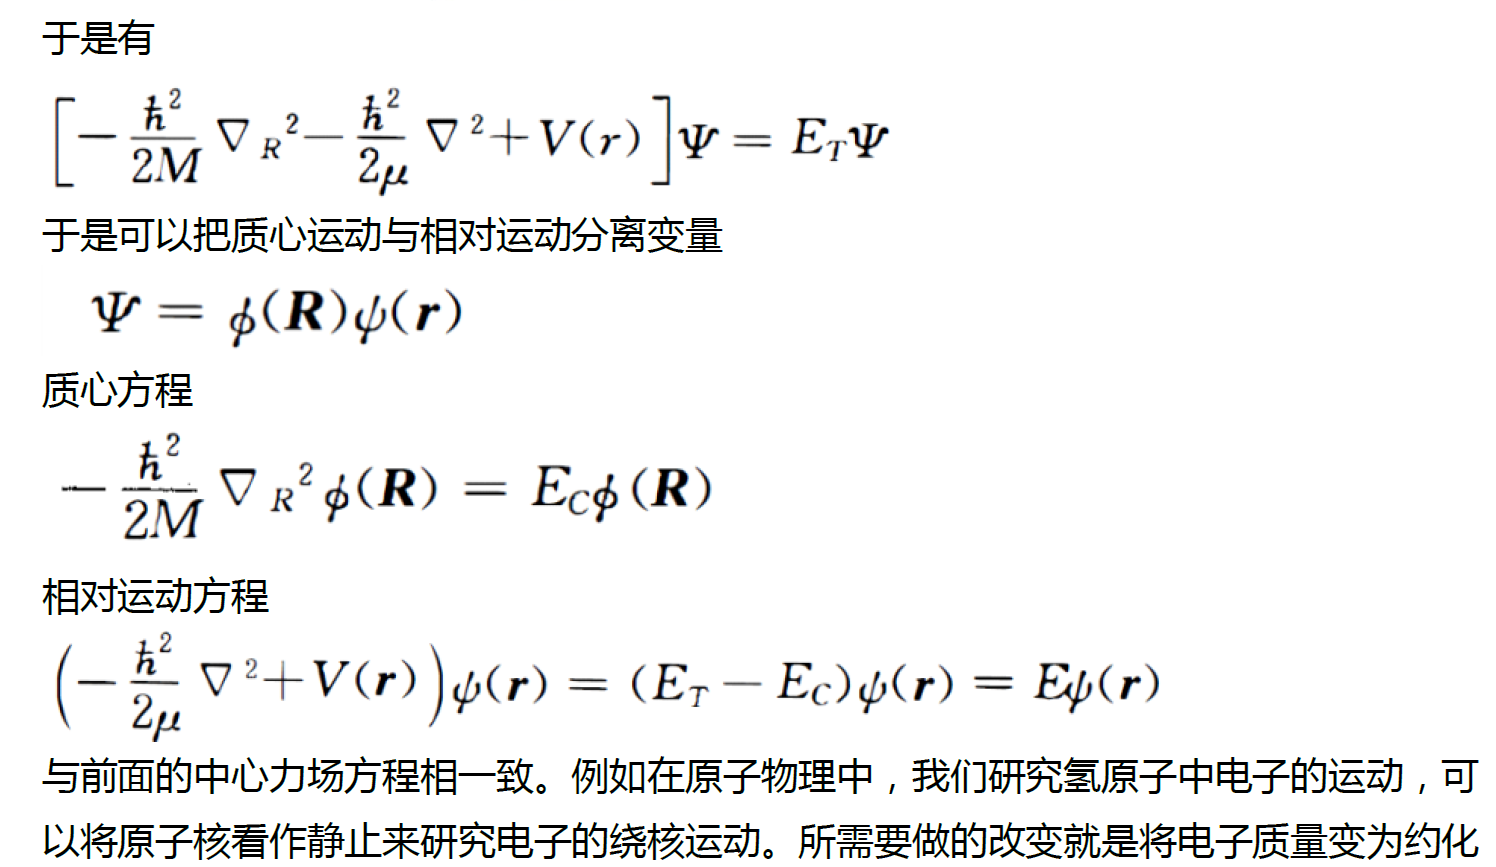 于是有
[-ħ²/2M ∇_R² - ħ²/2μ ∇² + V(r)]Ψ = E_TΨ
于是可以把质心运动与相对运动分离变量
Ψ = ϕ(R)ψ(r)
质心方程
-ħ²/2M ∇_R² ϕ(R) = E_Cϕ(R)
相对运动方程
(-ħ²/2μ ∇² + V(r))ψ(r) = (E_T - E_C)ψ(r) = Eψ(r)
与前面的中心力场方程相一致。例如在原子物理中，我们研究氢原子中电子的运动，可
以将原子核看作静止来研究电子的绕核运动。所需要做的改变就是将电子质量变为约化